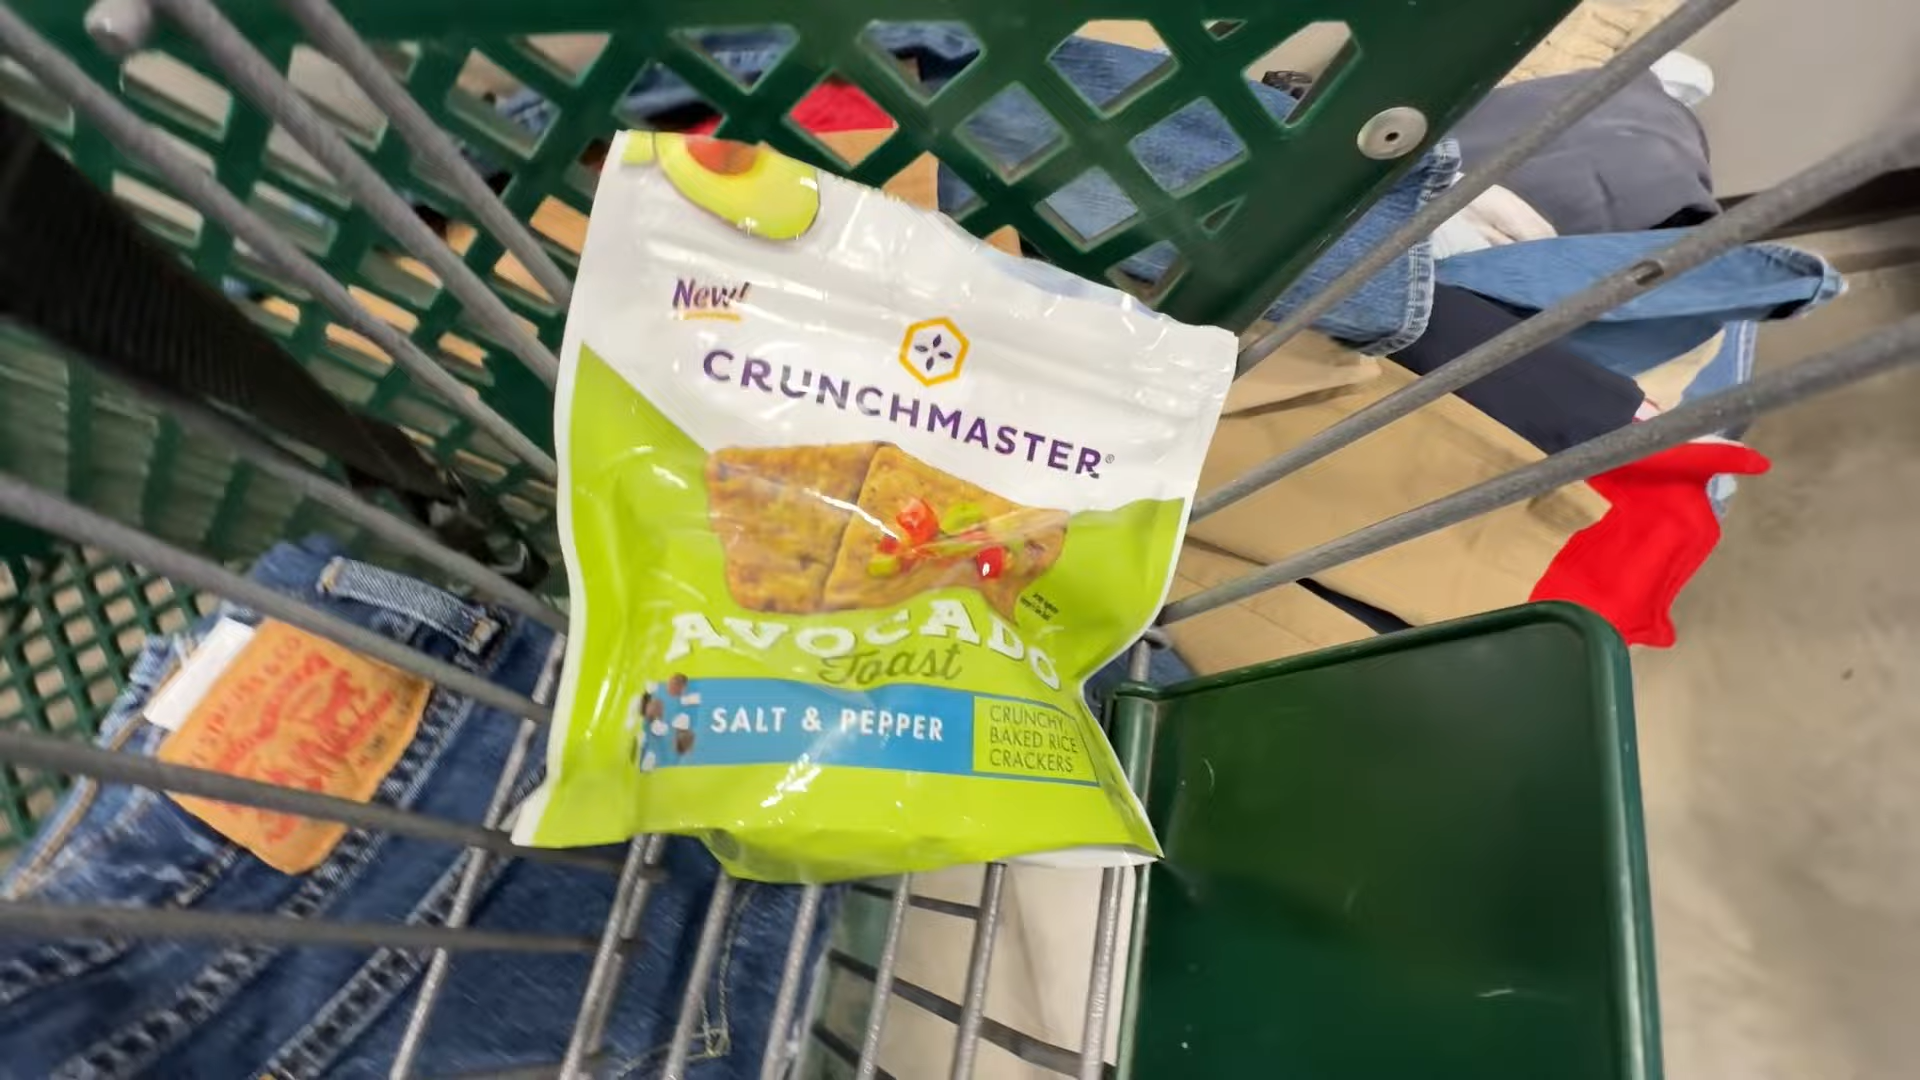 New!
CRUNCHMASTER®
AVOCADO
Toast
SALT & PEPPER
CRUNCHY
BAKED RICE
CRACKERS